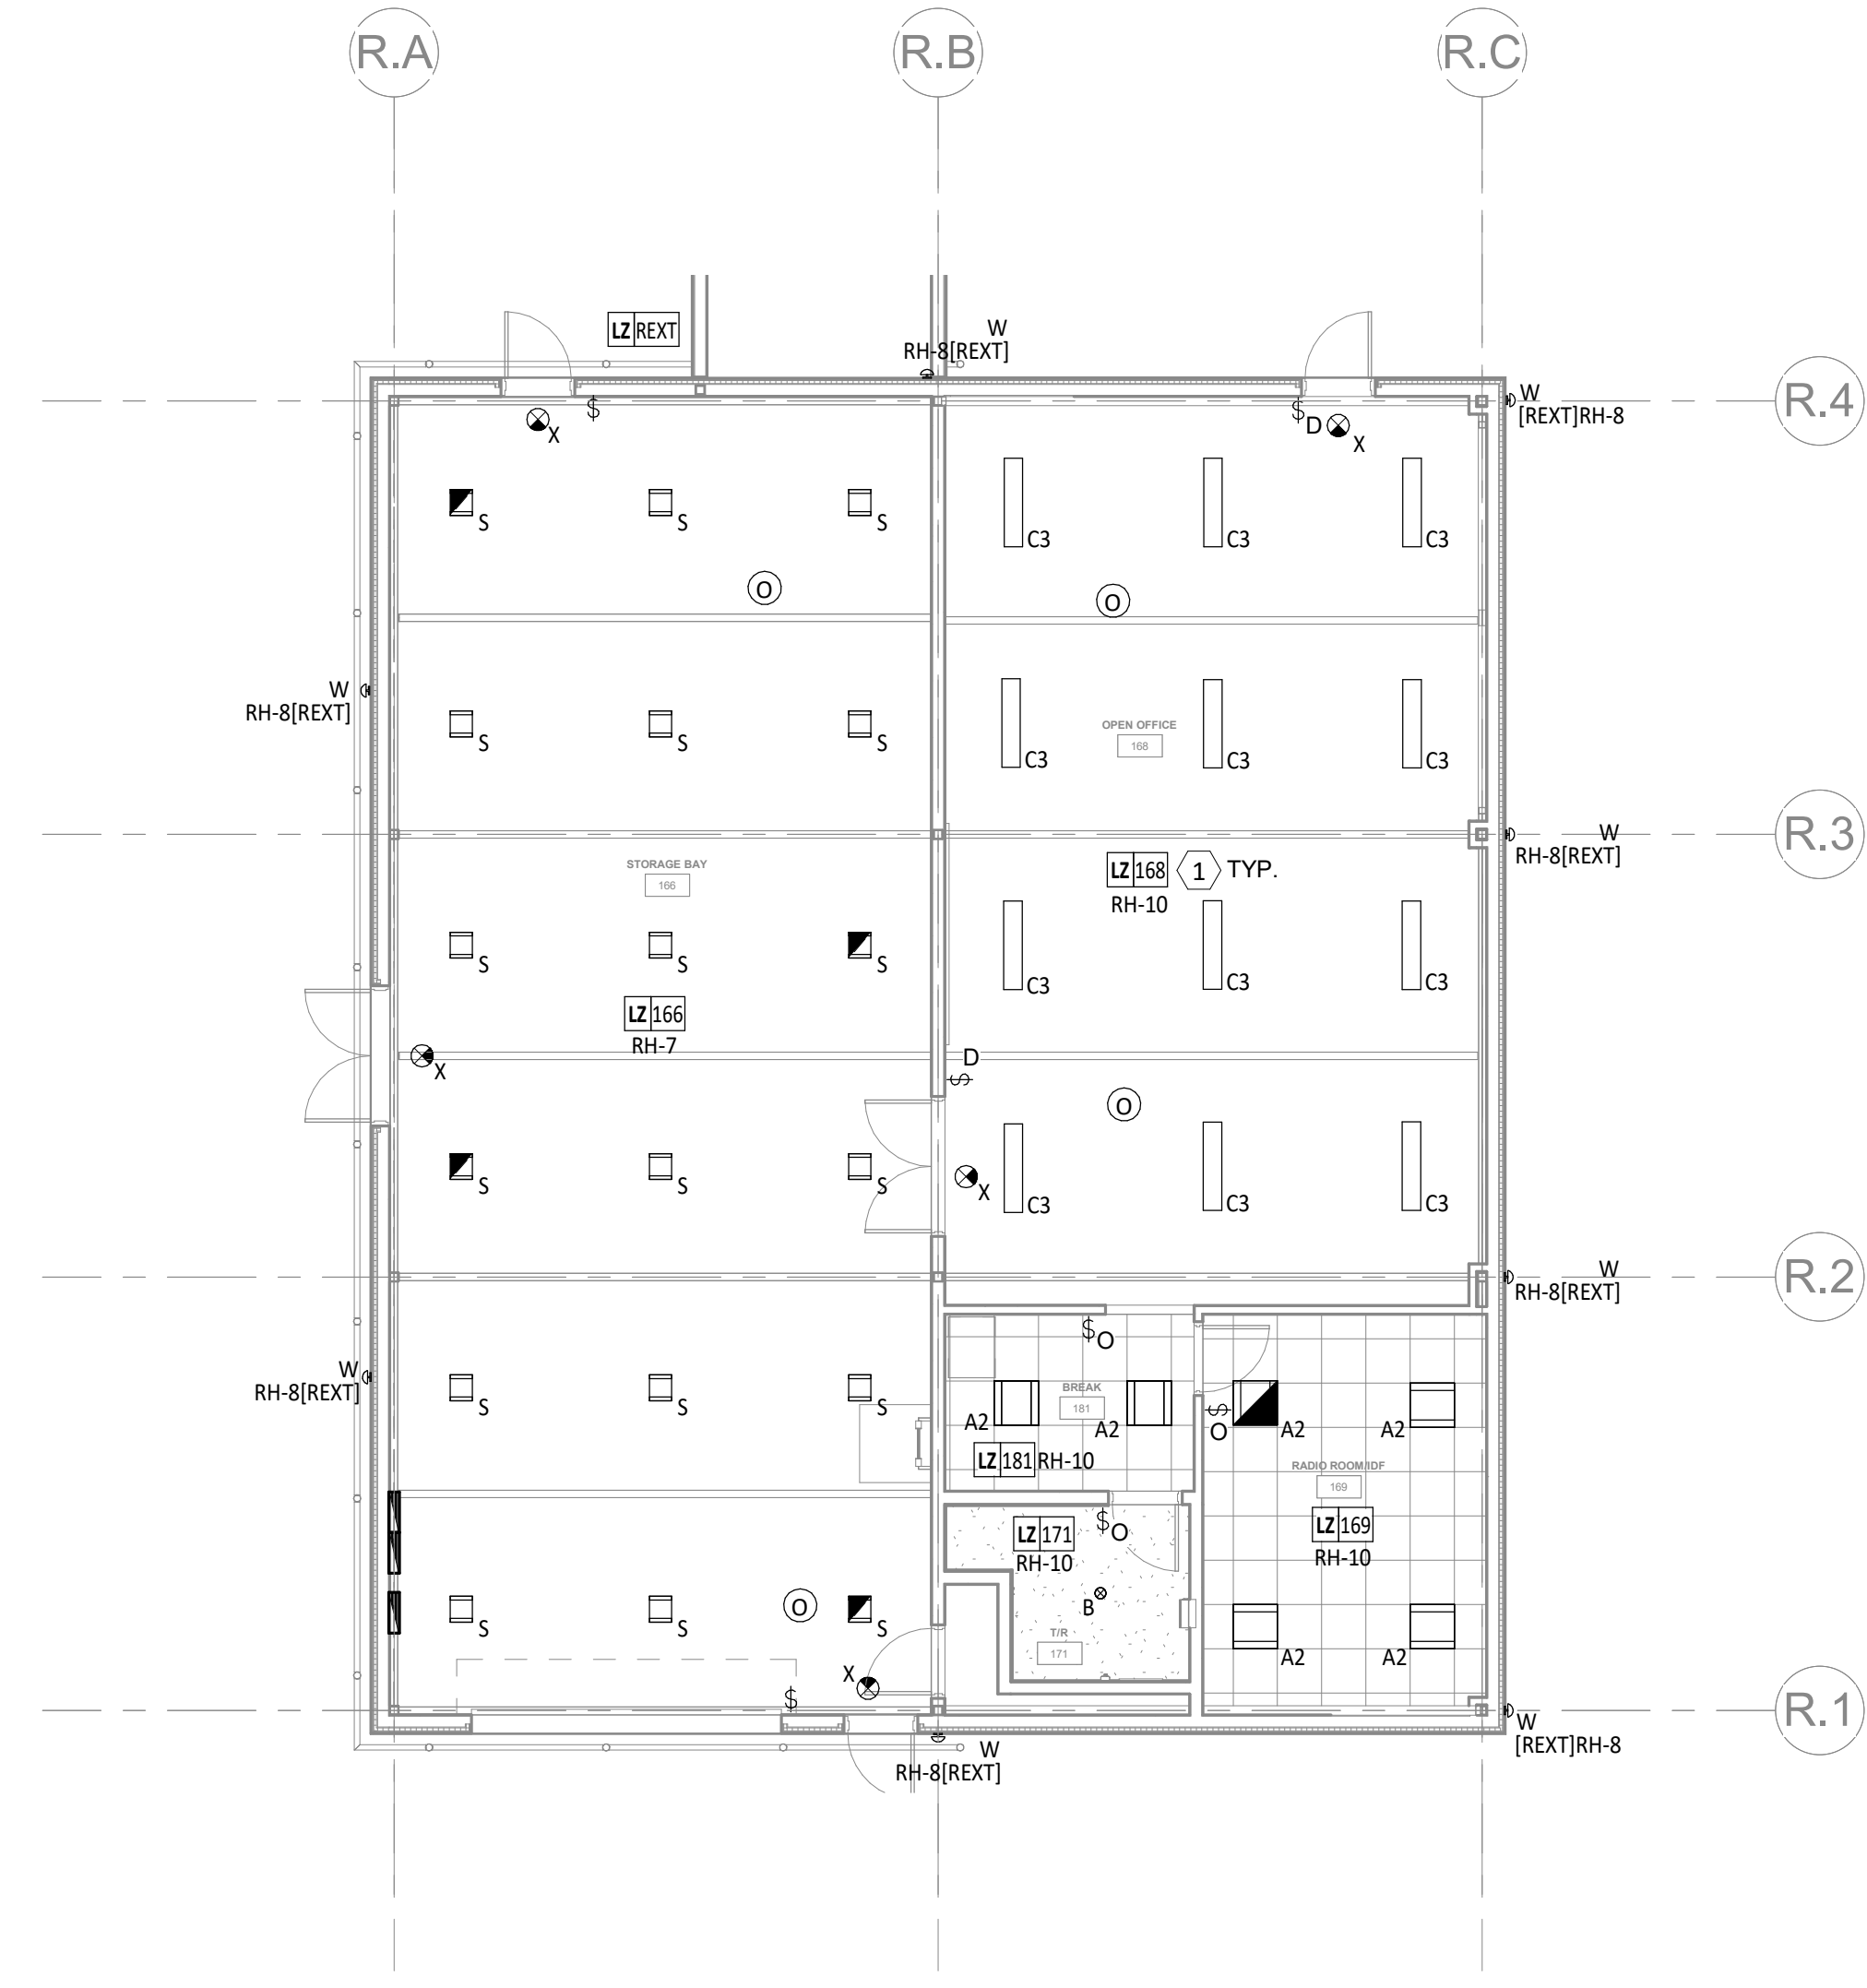 R.A
R.B
R.C
LZ REXT
W
RH-8[REXT]
R.4
W
[REXT]RH-8
$
X
$
D
X
S
S
S
C3
C3
C3
O
O
W
RH-8[REXT]
OPEN OFFICE
168
S
S
S
C3
C3
C3
R.3
W
RH-8[REXT]
STORAGE BAY
166
LZ 168 1 TYP.
RH-10
S
S
S
C3
C3
C3
LZ 166
RH-7
X
D
$
O
S
S
S
X
C3
C3
C3
R.2
W
RH-8[REXT]
$
O
W
RH-8[REXT]
S
S
S
BREAK
181
A2
A2
LZ 181 RH-10
$
O
A2
A2
RADIO ROOM/IDF
169
LZ 169
RH-10
LZ 171
RH-10
$
O
B
T/R
171
S
S
O
S
A2
A2
X
$
R.1
W
[REXT]RH-8
W
RH-8[REXT]